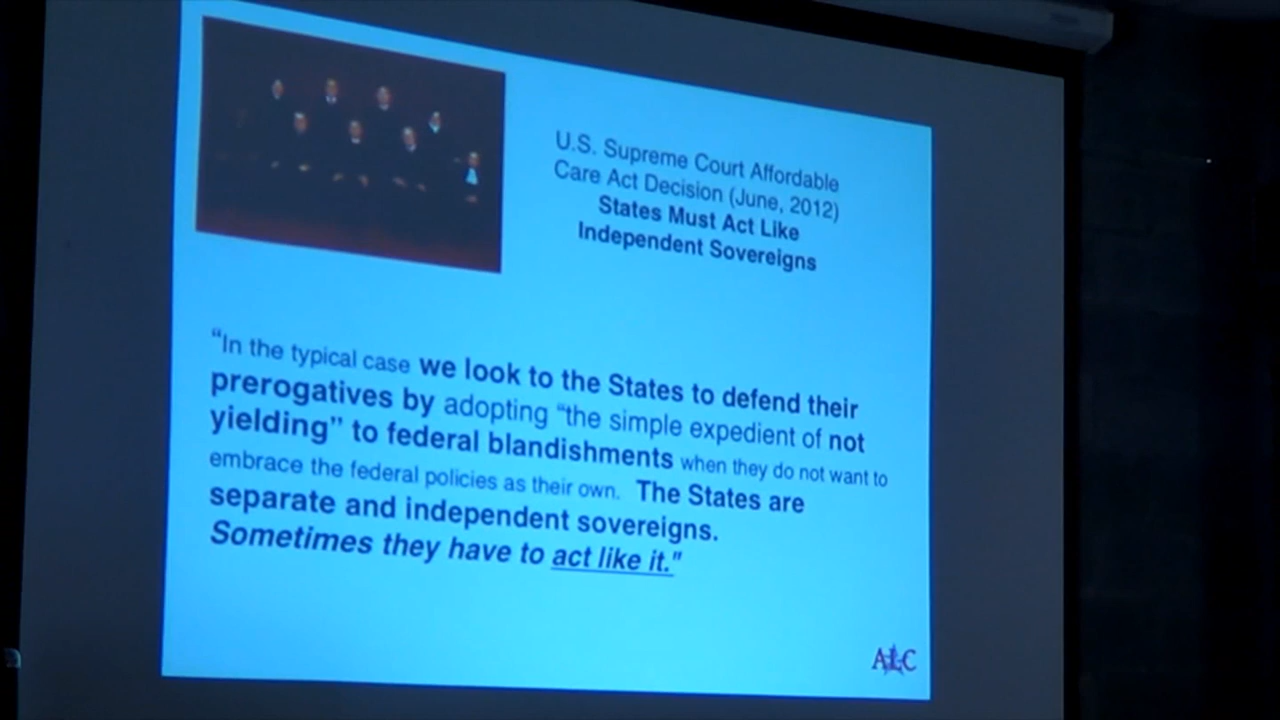 U.S. Supreme Court Affordable
Care Act Decision (June, 2012)
States Must Act Like
Independent Sovereigns
“In the typical case we look to the States to defend their
prerogatives by adopting “the simple expedient of not
yielding” to federal blandishments when they do not want to
embrace the federal policies as their own. The States are
separate and independent sovereigns.
Sometimes they have to act like it."
ALC